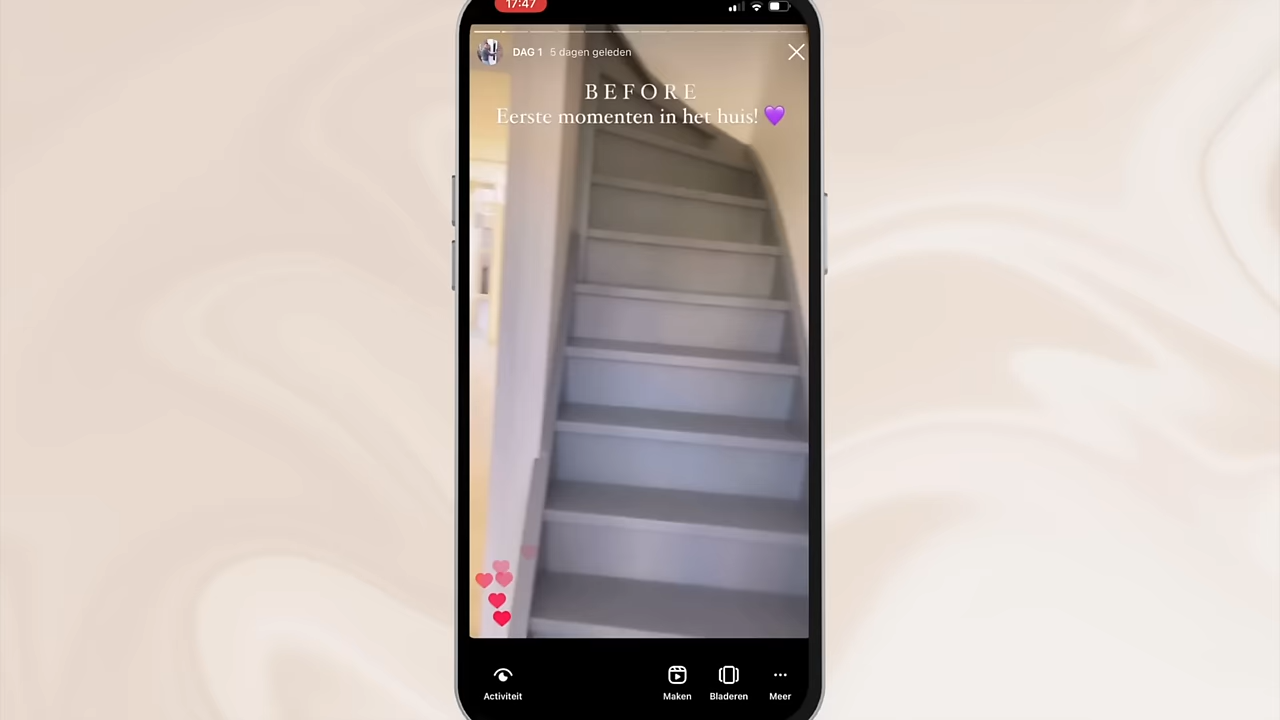 17:47
DAG 1 5 dagen geleden
BEFORE
Eerste momenten in het huis! 💜
Activiteit
Maken
Bladeren
Meer